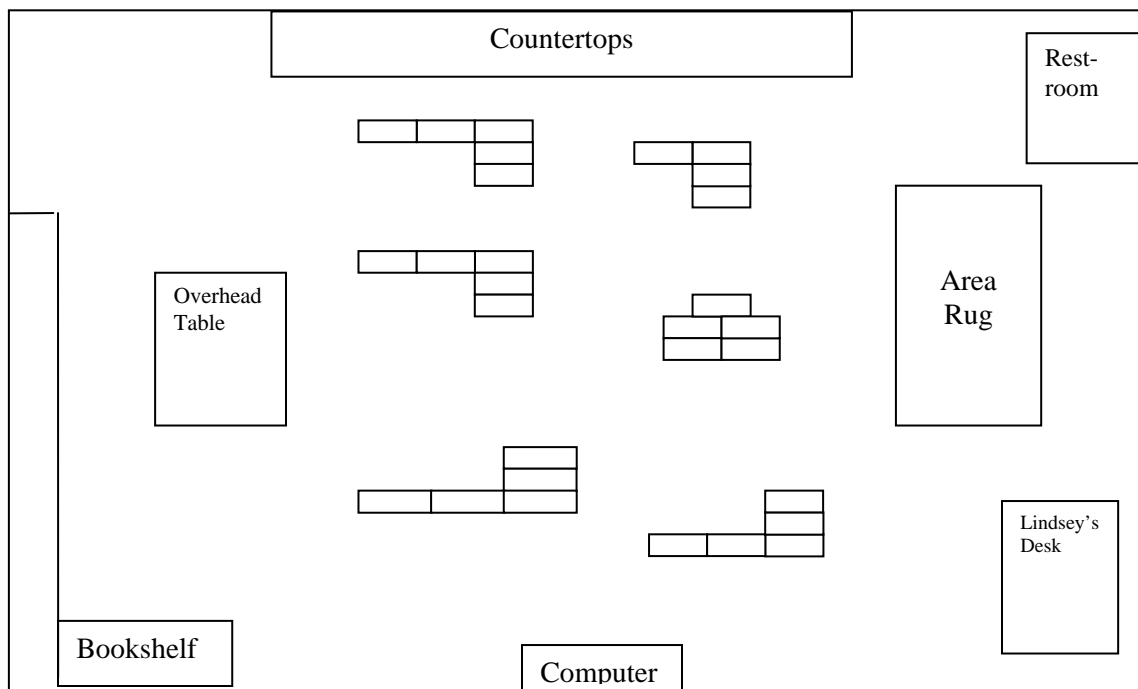 Countertops
Rest-
room
Overhead
Table
Area
Rug
Lindsey’s
Desk
Bookshelf
Computer